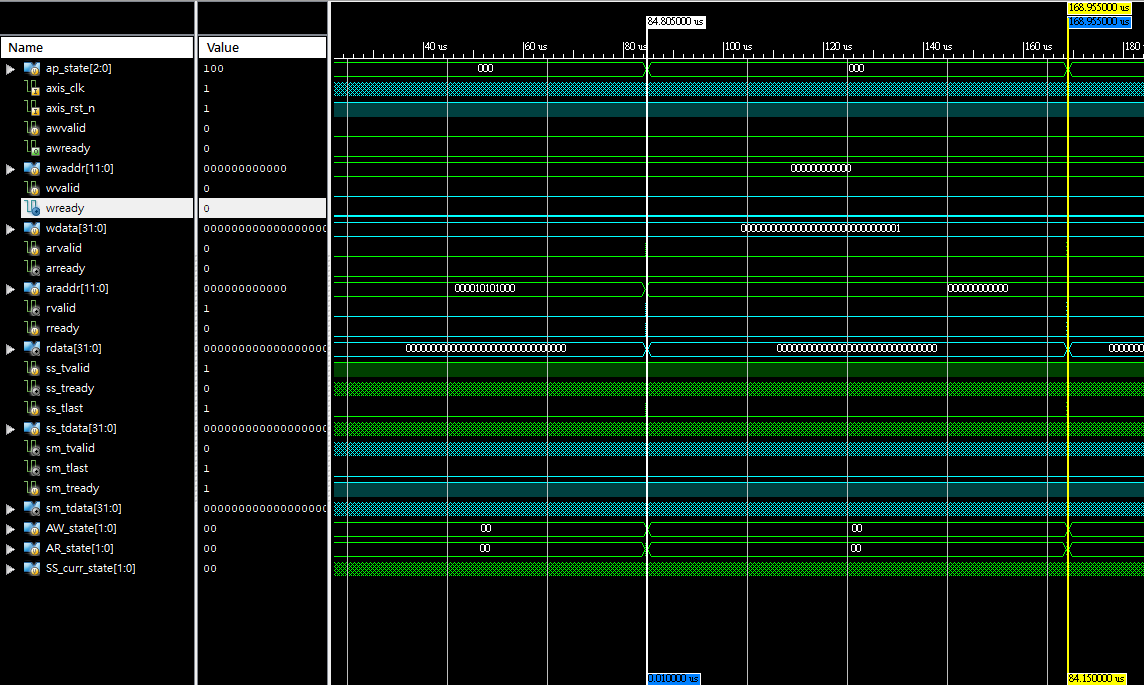 168.955000 us
84.805000 us 168.955000 us
Name Value 40 us 60 us 80 us 100 us 120 us 140 us 160 us 180
ap_state[2:0] 100 000 000
axis_clk 1
axis_rst_n 1
awvalid 0
awready 0
awaddr[11:0] 000000000000 000000000000
wvalid 0
wready 0
wdata[31:0] 000000000000000000 00000000000000000000000000000001
arvalid 0
arready 0
araddr[11:0] 000000000000 000010101000 000000000000
rvalid 1
rready 0
rdata[31:0] 000000000000000000 00000000000000000000000000000000 00000000000000000000000000000000 0000000
ss_tvalid 1
ss_tready 0
ss_tlast 1
ss_tdata[31:0] 000000000000000000
sm_tvalid 0
sm_tlast 1
sm_tready 1
sm_tdata[31:0] 000000000000000000
AW_state[1:0] 00 00 00
AR_state[1:0] 00 00 00
SS_curr_state[1:0] 00
0.010000 us 84.150000 us